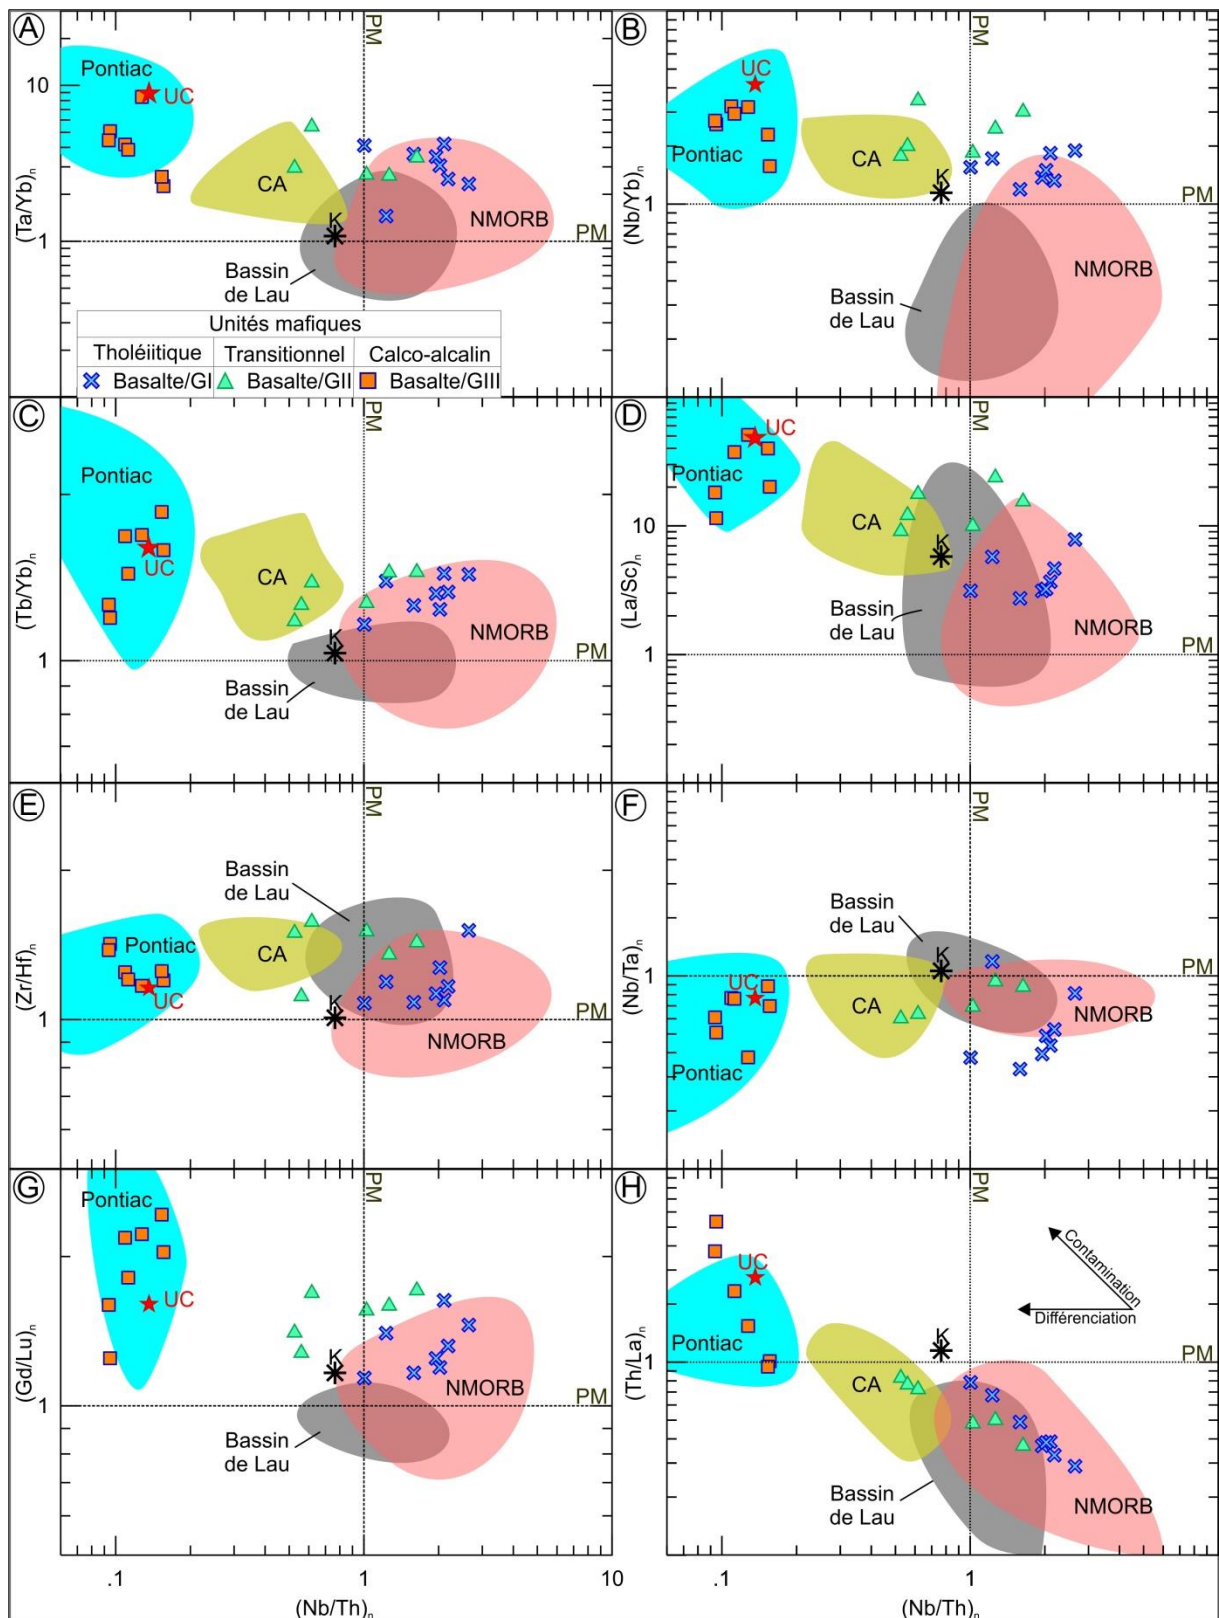 A
PM
Pontiac
UC
10
(Ta/Yb)n
CA
K
NMORB
1
PM
Bassin
de Lau
Unités mafiques
Tholéiitique Transitionnel Calco-alcalin
Basalte/GI Basalte/GII Basalte/GIII
B
PM
UC
Pontiac
(Nb/Yb)n
CA
K
1
PM
NMORB
Bassin
de Lau
C
PM
Pontiac
UC
(Tb/Yb)n
CA
K
NMORB
1
PM
Bassin
de Lau
D
PM
UC
Pontiac
10
(La/Sc)n
CA
K
Bassin
de Lau
NMORB
1
PM
E
PM
Bassin
de Lau
Pontiac
CA
UC
(Zr/Hf)n
K
1
PM
NMORB
F
PM
Bassin
de Lau
K
1
PM
UC
(Nb/Ta)n
CA
NMORB
Pontiac
G
PM
Pontiac
UC
(Gd/Lu)n
K
NMORB
1
PM
Bassin
de Lau
.1 1 10
(Nb/Th)n
H
PM
UC
Contamination
Différenciation
Pontiac
K
(Th/La)n
1
PM
CA
Bassin
de Lau
NMORB
0.1 1
(Nb/Th)n